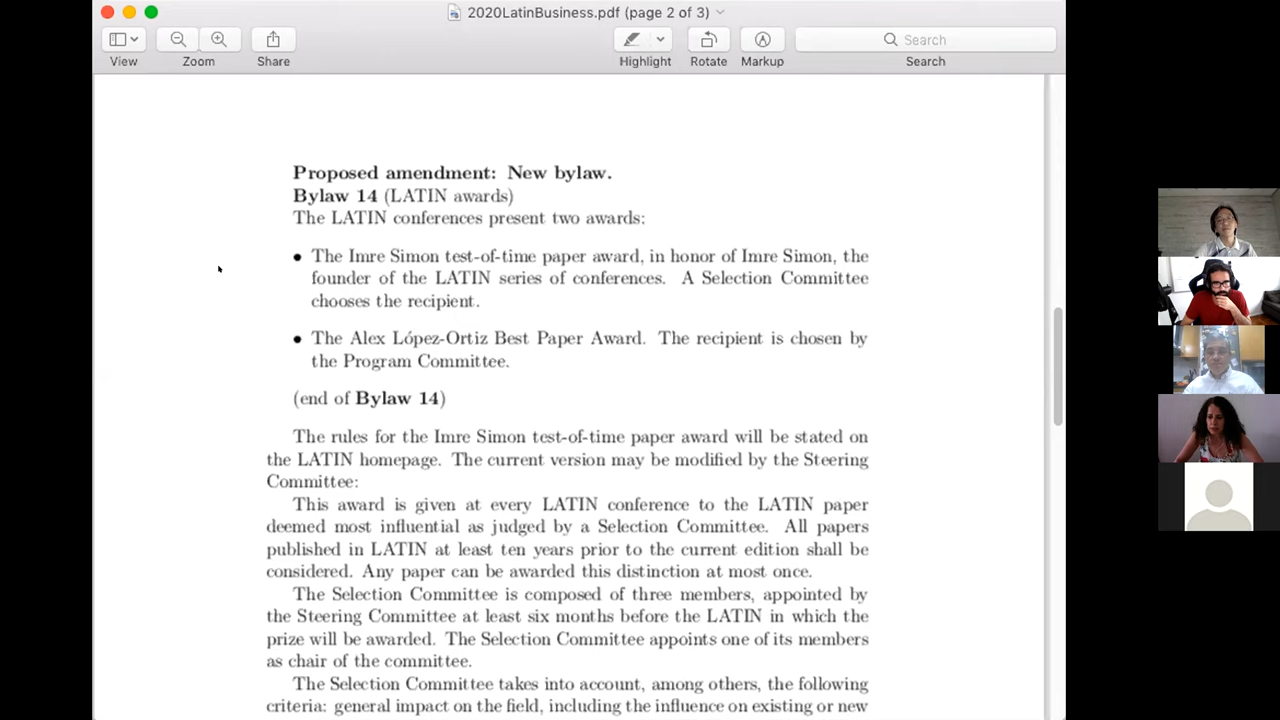 2020LatinBusiness.pdf (page 2 of 3)
View
Zoom
Share
Highlight
Rotate
Markup
Search
Search
Proposed amendment: New bylaw.
Bylaw 14 (LATIN awards)
The LATIN conferences present two awards:
• The Imre Simon test-of-time paper award, in honor of Imre Simon, the
founder of the LATIN series of conferences. A Selection Committee
chooses the recipient.
• The Alex López-Ortiz Best Paper Award. The recipient is chosen by
the Program Committee.
(end of Bylaw 14)
The rules for the Imre Simon test-of-time paper award will be stated on
the LATIN homepage. The current version may be modified by the Steering
Committee:
This award is given at every LATIN conference to the LATIN paper
deemed most influential as judged by a Selection Committee. All papers
published in LATIN at least ten years prior to the current edition shall be
considered. Any paper can be awarded this distinction at most once.
The Selection Committee is composed of three members, appointed by
the Steering Committee at least six months before the LATIN in which the
prize will be awarded. The Selection Committee appoints one of its members
as chair of the committee.
The Selection Committee takes into account, among others, the following
criteria: general impact on the field, including the influence on existing or new